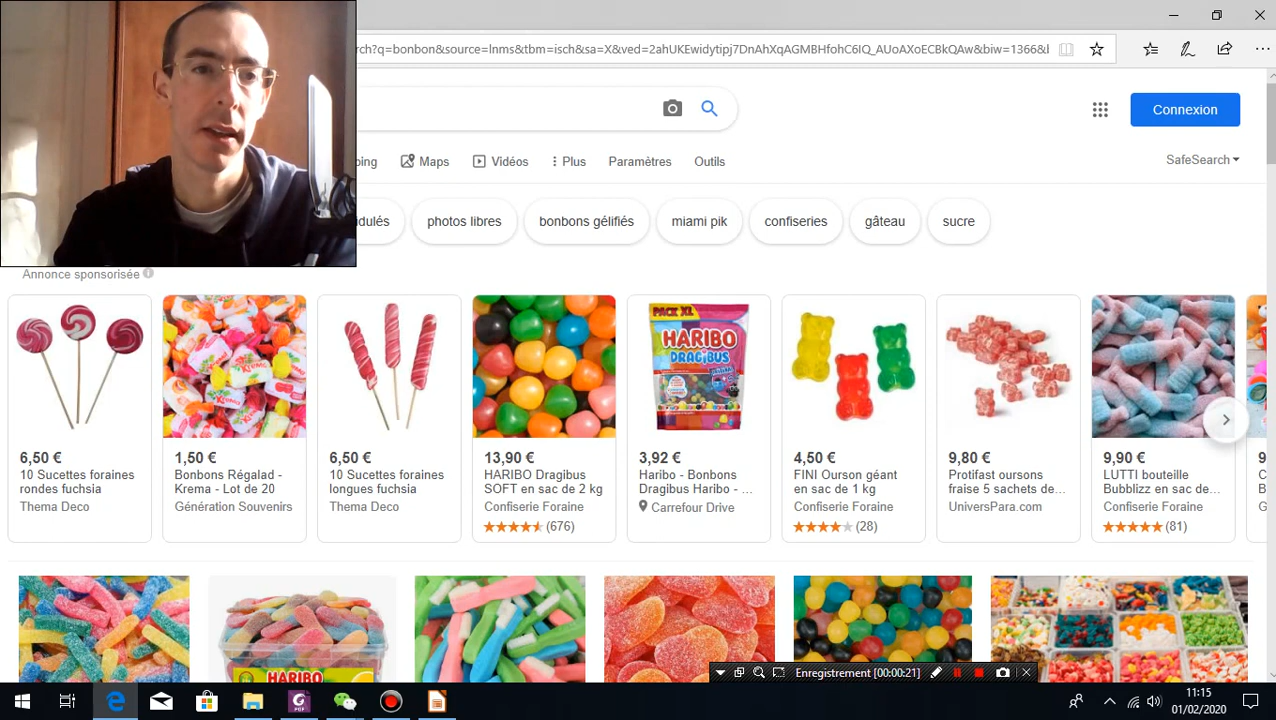 rch?q=bonbon&source=lnms&tbm=isch&sa=X&ved=2ahUKEwidytipj7DnAhXqAGMBHfohC6IQ_AUoAXoECBkQAw&biw=1366&l
Connexion
ping
Maps
Vidéos
Plus
Paramètres
Outils
SafeSearch
dulés
photos libres
bonbons gélifiés
miami pik
confiseries
gâteau
sucre
Annonce sponsorisée
6,50 €
10 Sucettes foraines
rondes fuchsia
Thema Deco
1,50 €
Bonbons Régalad -
Krema - Lot de 20
Génération Souvenirs
6,50 €
10 Sucettes foraines
longues fuchsia
Thema Deco
13,90 €
HARIBO Dragibus
SOFT en sac de 2 kg
Confiserie Foraine
(676)
PACK XL
HARIBO
DRAGIBUS
3,92 €
Haribo - Bonbons
Dragibus Haribo - ...
Carrefour Drive
4,50 €
FINI Ourson géant
en sac de 1 kg
Confiserie Foraine
(28)
9,80 €
Protifast oursons
fraise 5 sachets de...
UniversPara.com
9,90 €
LUTTI bouteille
Bubblizz en sac de...
Confiserie Foraine
(81)
9
HARIBO
Enregistrement [00:00:21]
11:15
01/02/2020